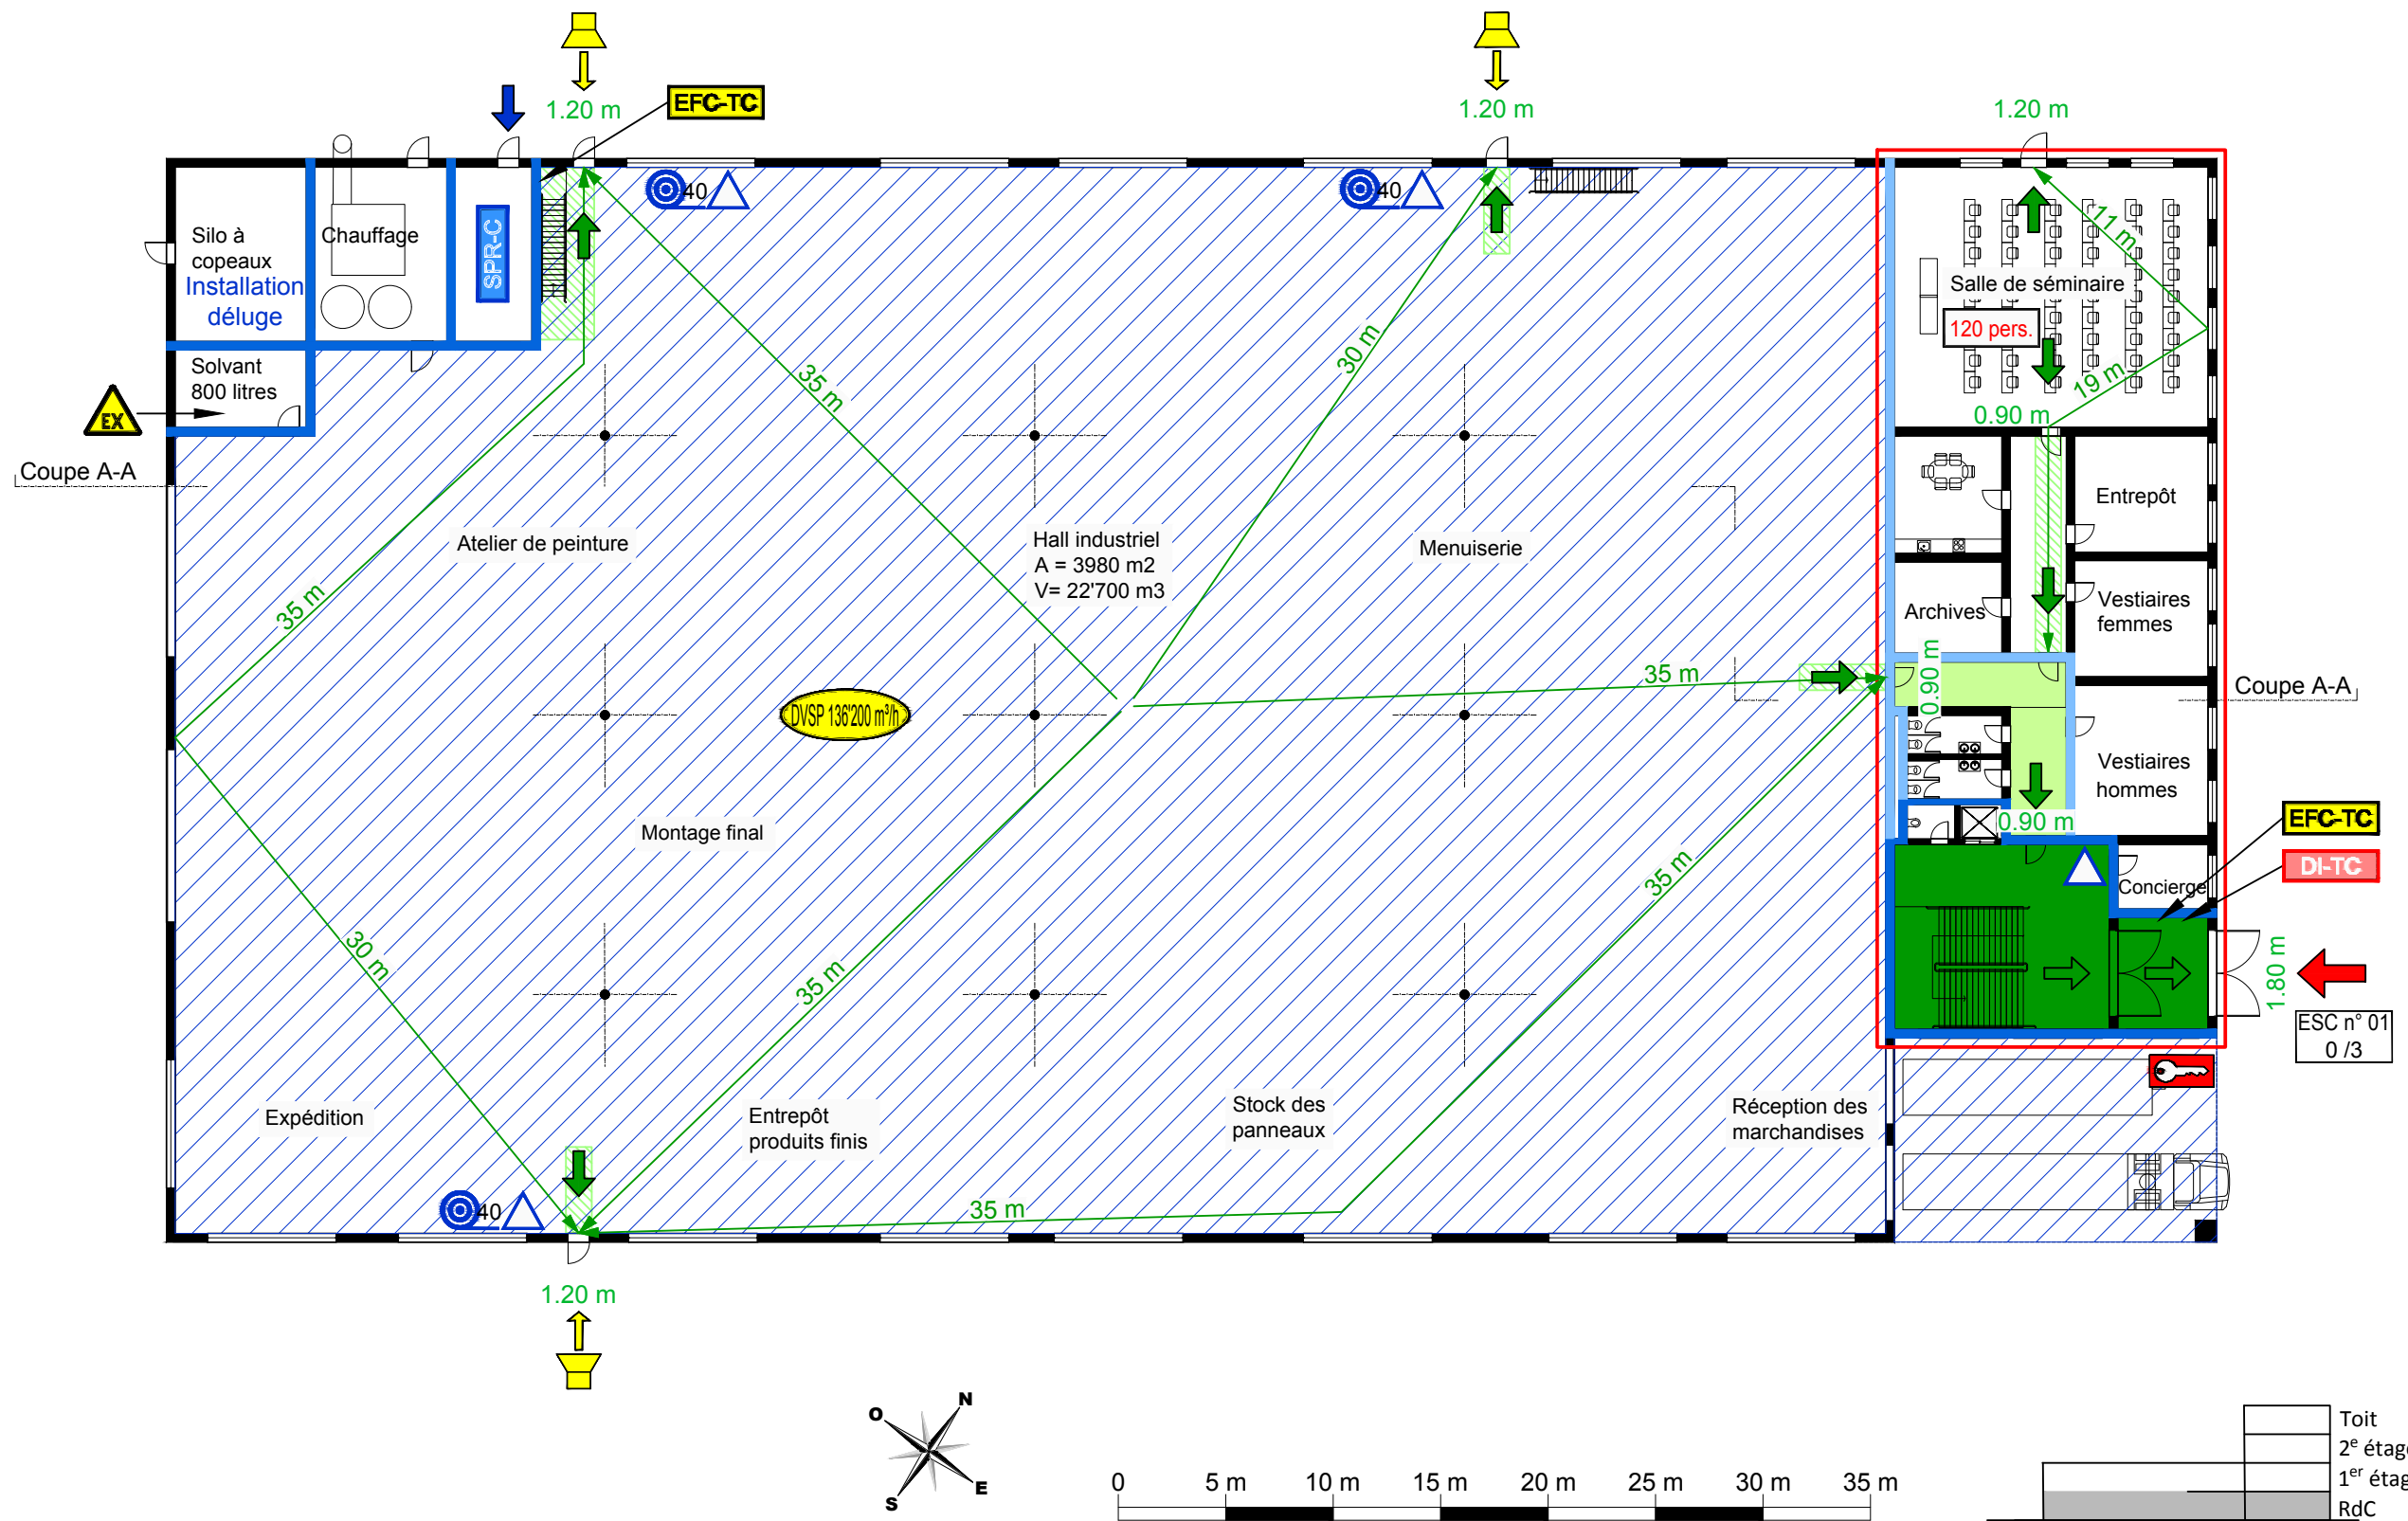 EFC-TC
1.20 m
1.20 m
1.20 m
40
40
Silo à
copeaux
Installation
déluge
Chauffage
SPR-C
11 m
Salle de séminaire
120 pers.
19 m
0.90 m
Solvant
800 litres
EX
35 m
30 m
Coupe A-A
Entrepôt
Atelier de peinture
Hall industriel
A = 3980 m2
V= 22'700 m3
Menuiserie
35 m
Archives
Vestiaires
femmes
0.90 m
35 m
Coupe A-A
DVSP 136'200 m³/h
Vestiaires
hommes
Montage final
0.90 m
EFC-TC
DI-TC
Concierge
35 m
30 m
35 m
1.80 m
ESC n° 01
0 /3
Expédition
Entrepôt
produits finis
Stock des
panneaux
Réception des
marchandises
40
35 m
1.20 m
O
N
S
E
0
5 m
10 m
15 m
20 m
25 m
30 m
35 m
Toit
2e étage
1er étag
RdC